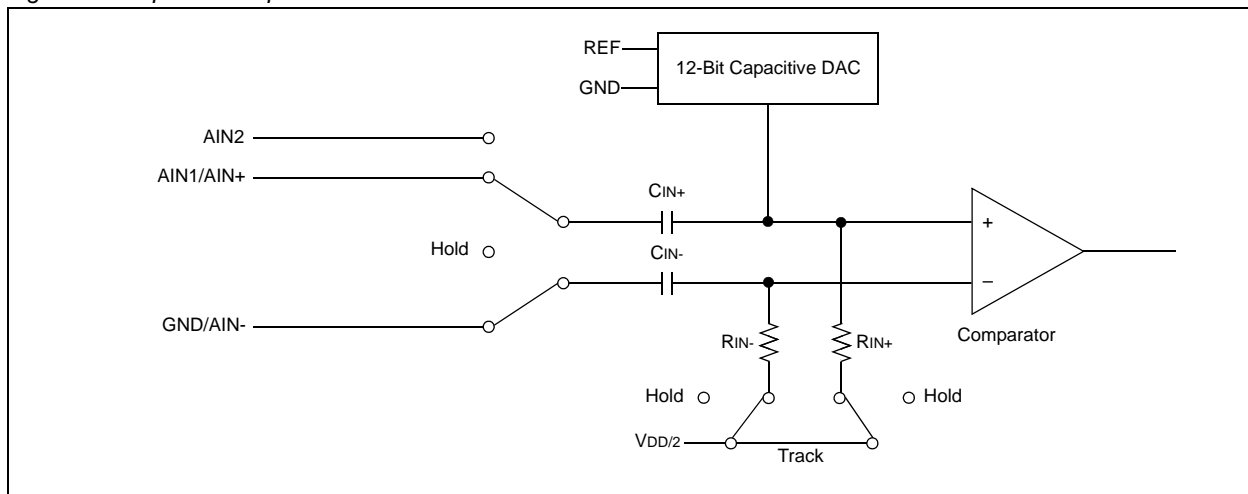 REF
GND
12-Bit Capacitive DAC
AIN2
AIN1/AIN+
CIN+
Hold
CIN-
+
−
GND/AIN-
RIN-
RIN+
Comparator
Hold
Hold
VDD/2
Track